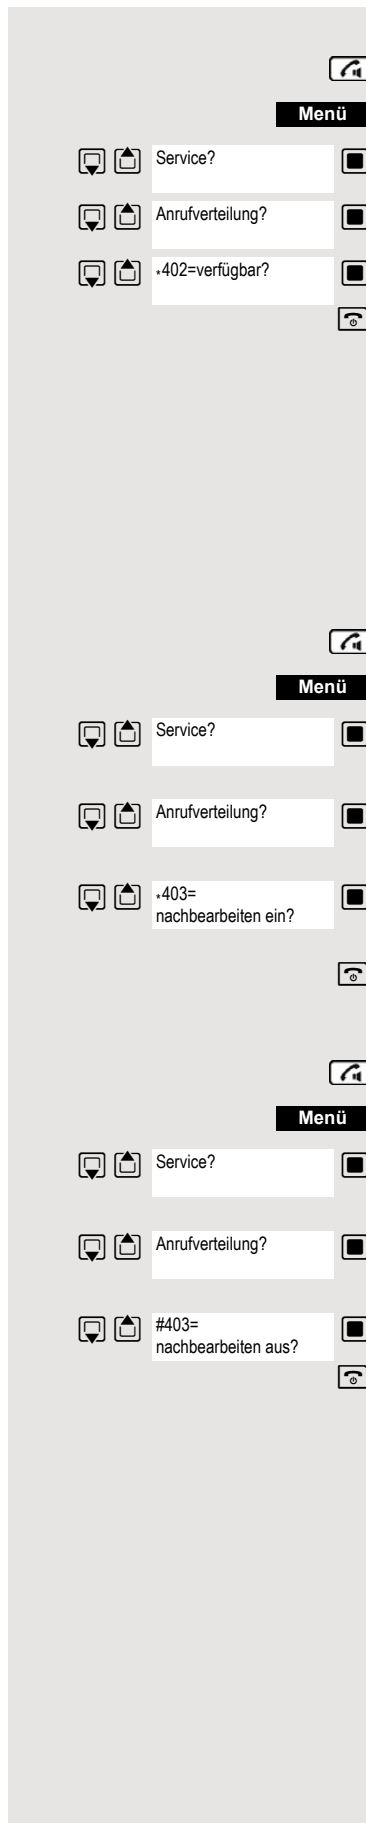 Menü
Service?
Anrufverteilung?
*402=verfügbar?
Menü
Service?
Anrufverteilung?
*403=
nachbearbeiten ein?
Menü
Service?
Anrufverteilung?
#403=
nachbearbeiten aus?